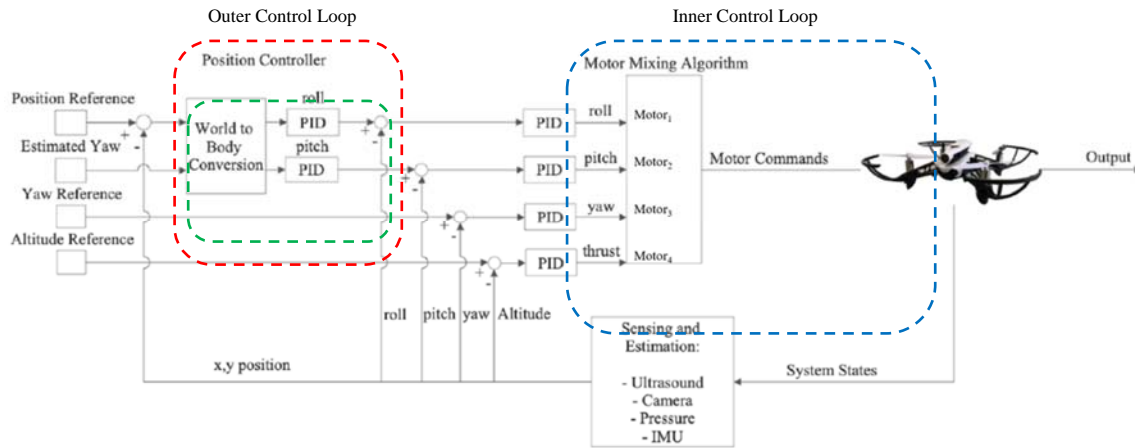 Outer Control Loop
Inner Control Loop
Position Controller
Motor Mixing Algorithm
Position Reference
roll
roll
PID
PID
Motor₁
World to
Body
Conversion
Estimated Yaw
pitch
pitch
PID
PID
Motor₂
Motor Commands
Output
Yaw Reference
yaw
PID
Motor₃
Altitude Reference
thrust
PID
Motor₄
+
-
+
-
+
-
+
-
+
-
roll
pitch
yaw
Altitude
Sensing and
Estimation:
- Ultrasound
- Camera
- Pressure
- IMU
x,y position
System States